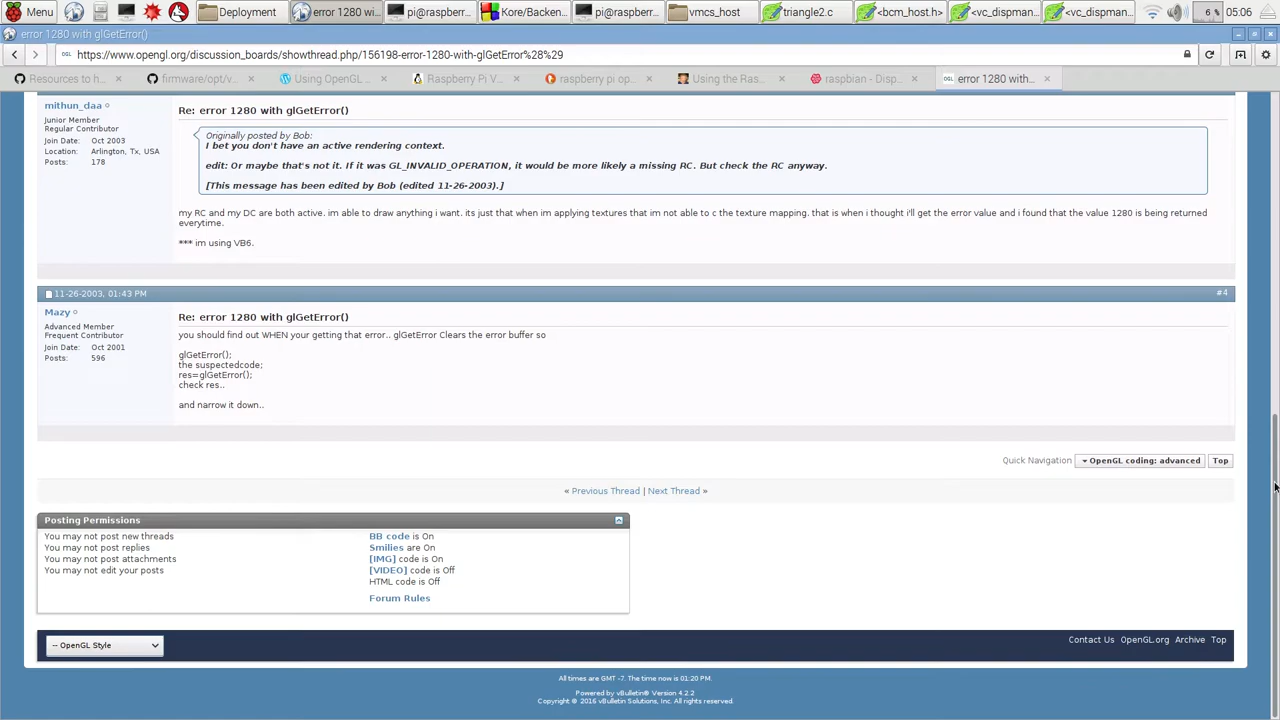 Menu
Deployment
error 1280 wi...
pi@raspberr...
Kore/Backen...
pi@raspberr...
vmcs_host
triangle2.c
<bcm_host.h>
<vc_dispman...
<vc_dispman...
6 %
05:06
error 1280 with glGetError()
https://www.opengl.org/discussion_boards/showthread.php/156198-error-1280-with-glGetError%28%29
Resources to h...
firmware/opt/v...
Using OpenGL ...
Raspberry Pi V...
raspberry pi op...
Using the Ras...
raspbian - Disp...
OGL error 1280 with...
mithun_daa
Junior Member
Regular Contributor
Join Date: Oct 2003
Location: Arlington, Tx, USA
Posts: 178
Re: error 1280 with glGetError()
Originally posted by Bob:
I bet you don't have an active rendering context.
edit: Or maybe that's not it. If it was GL_INVALID_OPERATION, it would be more likely a missing RC. But check the RC anyway.
[This message has been edited by Bob (edited 11-26-2003).]
my RC and my DC are both active. im able to draw anything i want. its just that when im applying textures that im not able to c the texture mapping. that is when i thought i'll get the error value and i found that the value 1280 is being returned
everytime.
*** im using VB6.
11-26-2003, 01:43 PM
#4
Mazy
Advanced Member
Frequent Contributor
Join Date: Oct 2001
Posts: 596
Re: error 1280 with glGetError()
you should find out WHEN your getting that error.. glGetError Clears the error buffer so
glGetError();
the suspectedcode;
res=glGetError();
check res..
and narrow it down..
Quick Navigation OpenGL coding: advanced Top
« Previous Thread | Next Thread »
Posting Permissions
You may not post new threads
You may not post replies
You may not post attachments
You may not edit your posts
BB code is On
Smilies are On
[IMG] code is On
[VIDEO] code is Off
HTML code is Off
Forum Rules
-- OpenGL Style
Contact Us OpenGL.org Archive Top
All times are GMT -7. The time now is 01:20 PM.
Powered by vBulletin® Version 4.2.2
Copyright © 2016 vBulletin Solutions, Inc. All rights reserved.